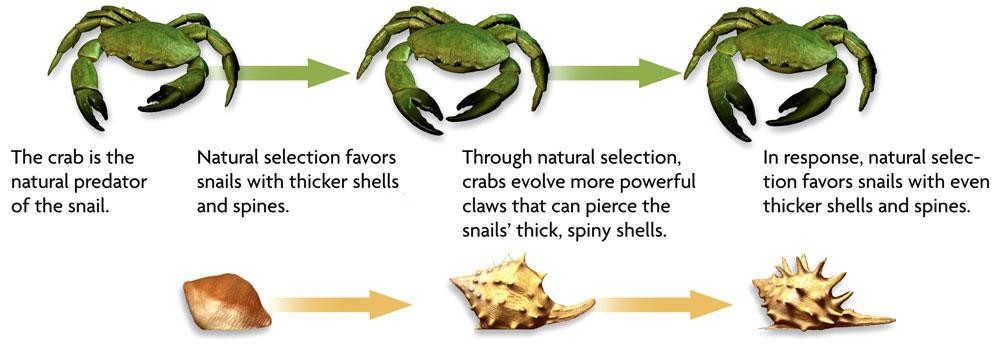 The crab is the
natural predator
of the snail.
Natural selection favors
snails with thicker shells
and spines.
Through natural selection,
crabs evolve more powerful
claws that can pierce the
snails’ thick, spiny shells.
In response, natural selec-
tion favors snails with even
thicker shells and spines.